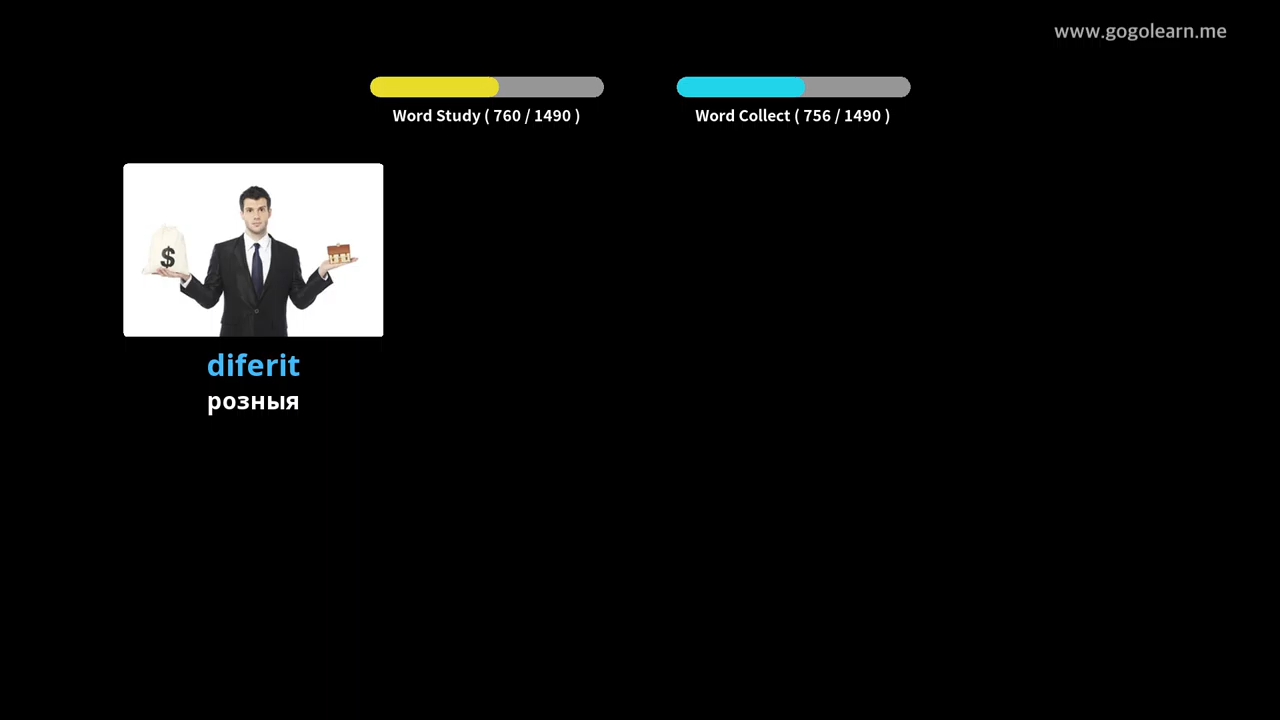 www.gogolearn.me
Word Study ( 760 / 1490 )
Word Collect ( 756 / 1490 )
$
diferit
розныя